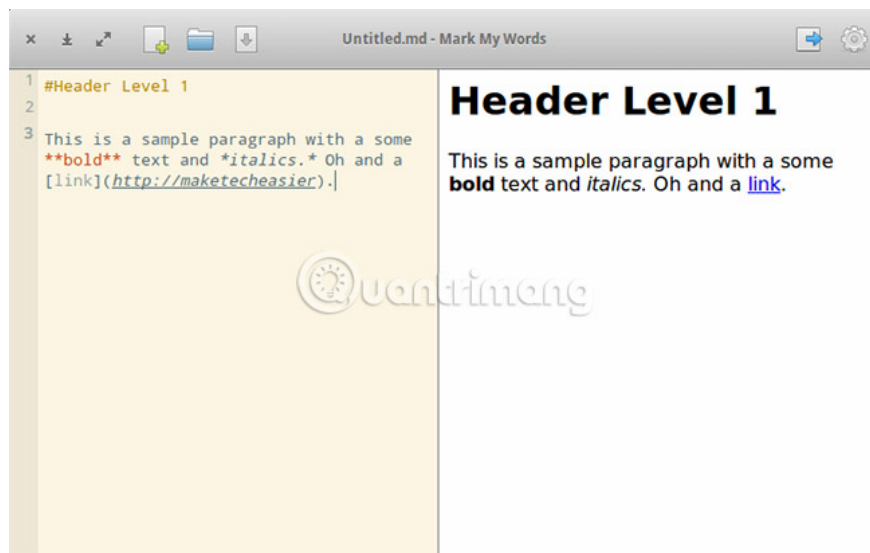 Untitled.md - Mark My Words
1 #Header Level 1
2
3 This is a sample paragraph with a some
**bold** text and *italics.* Oh and a
[link](http://maketecheasier).
Header Level 1
This is a sample paragraph with a some
bold text and italics. Oh and a link.
Quantrimang